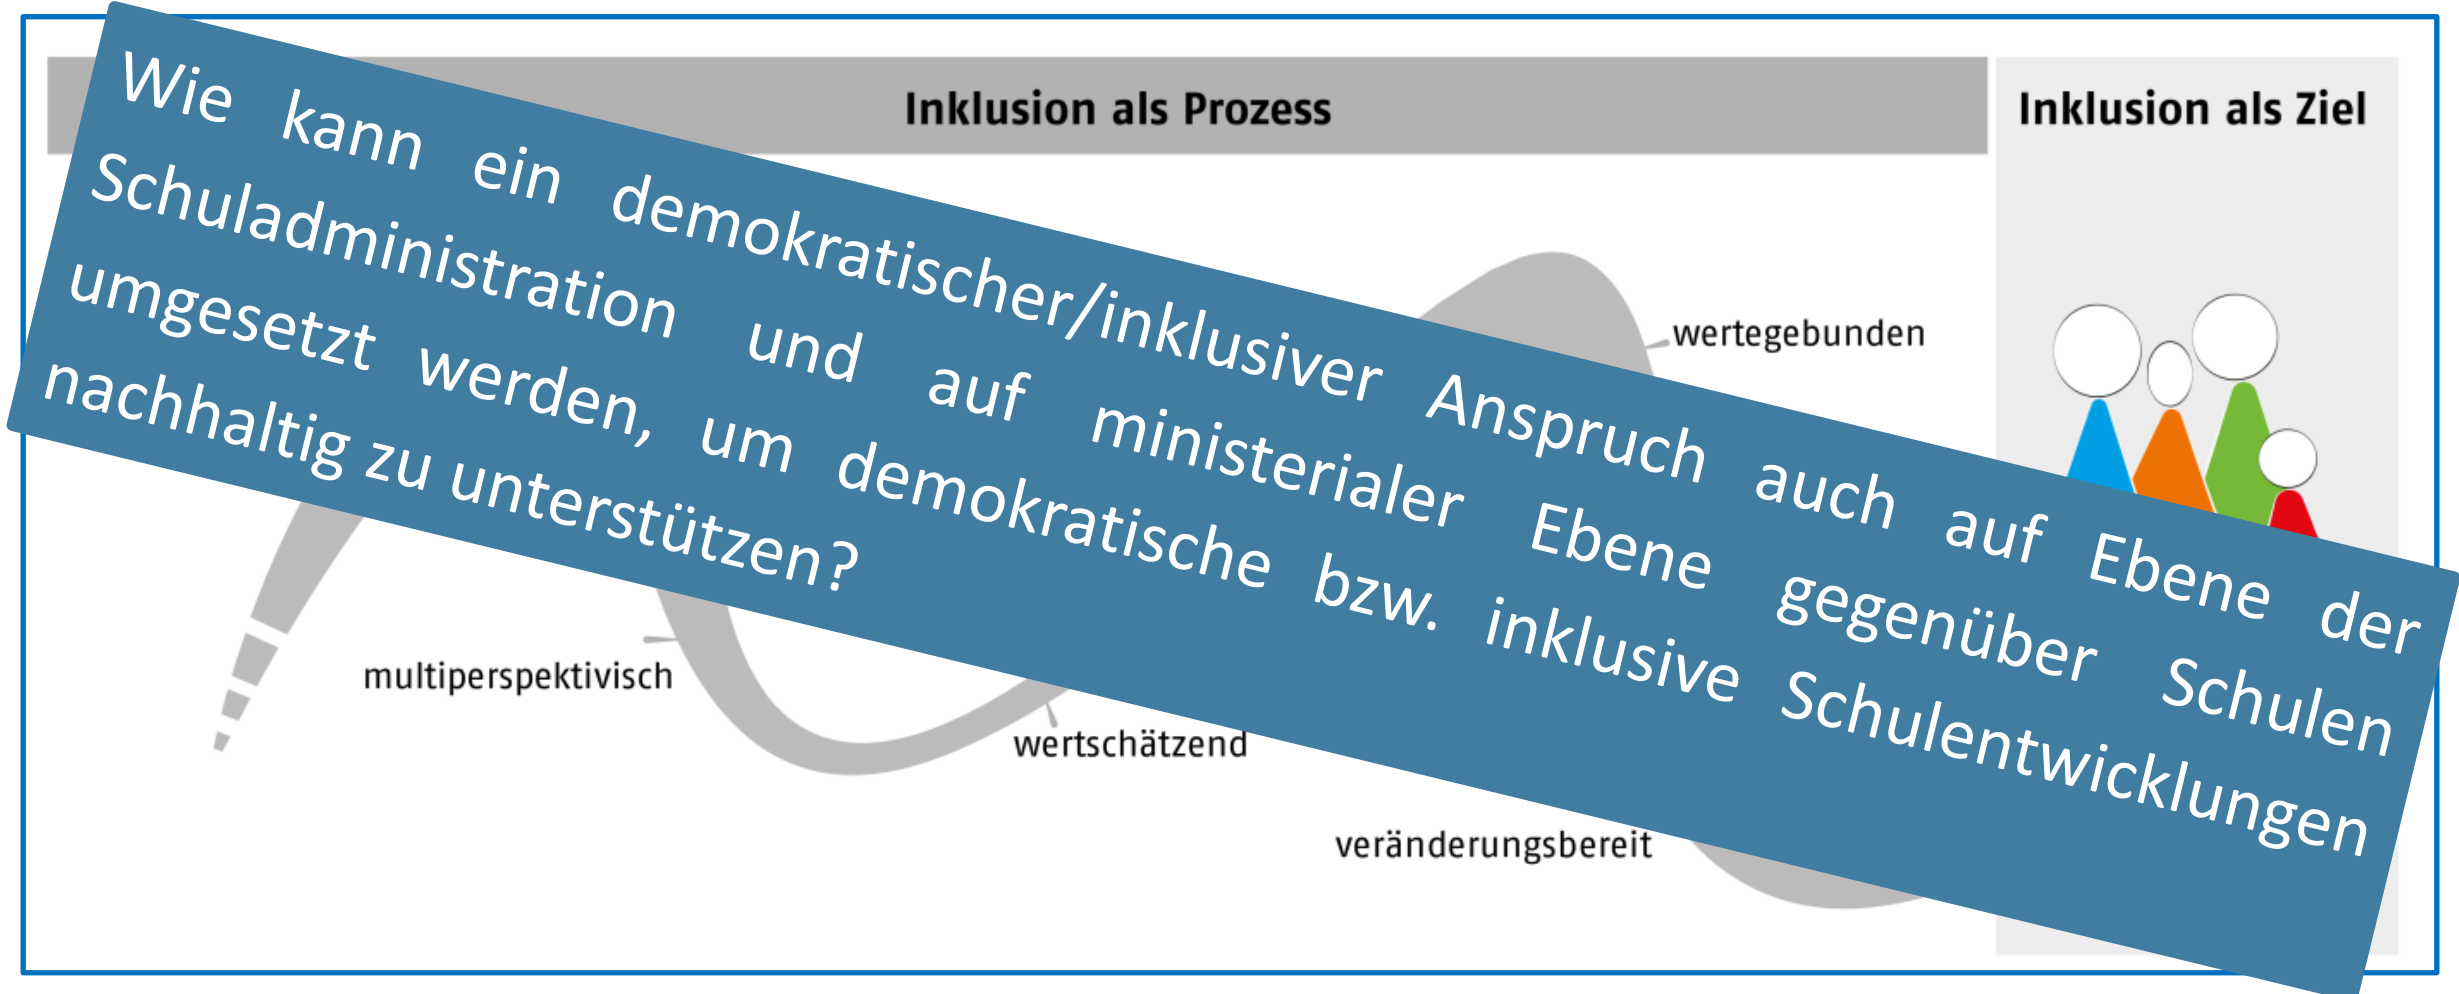 Inklusion als Prozess
Inklusion als Ziel
Wie kann ein demokratischer/inklusiver Anspruch auch auf Ebene der
Schuladministration und auf ministerialer Ebene gegenüber Schulen
umgesetzt werden, um demokratische bzw. inklusive Schulentwicklungen
nachhaltig zu unterstützen?
wertegebunden
multiperspektivisch
wertschätzend
veränderungsbereit